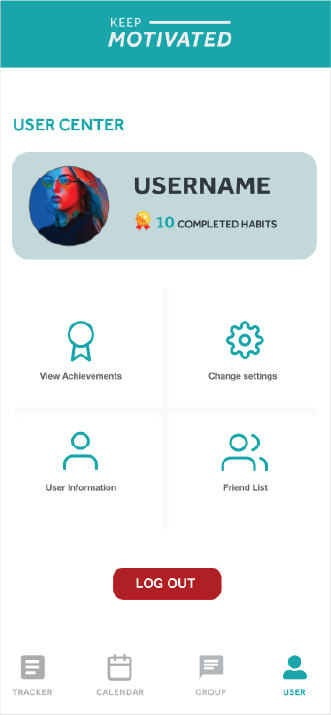 KEEP
MOTIVATED
USER CENTER
USERNAME
10 COMPLETED HABITS
View Achievements
Change settings
User Information
Friend List
LOG OUT
TRACKER
CALENDAR
GROUP
USER